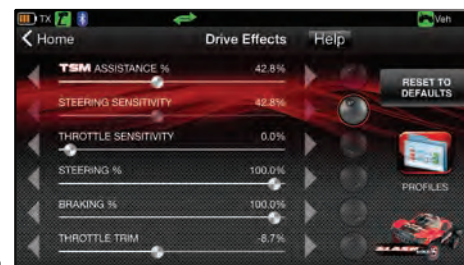 TX Veh
Home Drive Effects Help
TSM ASSISTANCE % 42.8%
STEERING SENSITIVITY 42.8%
THROTTLE SENSITIVITY 0.0%
STEERING % 100.0%
BRAKING % 100.0%
THROTTLE TRIM -8.7%
RESET TO
DEFAULTS
PROFILES
SLASH